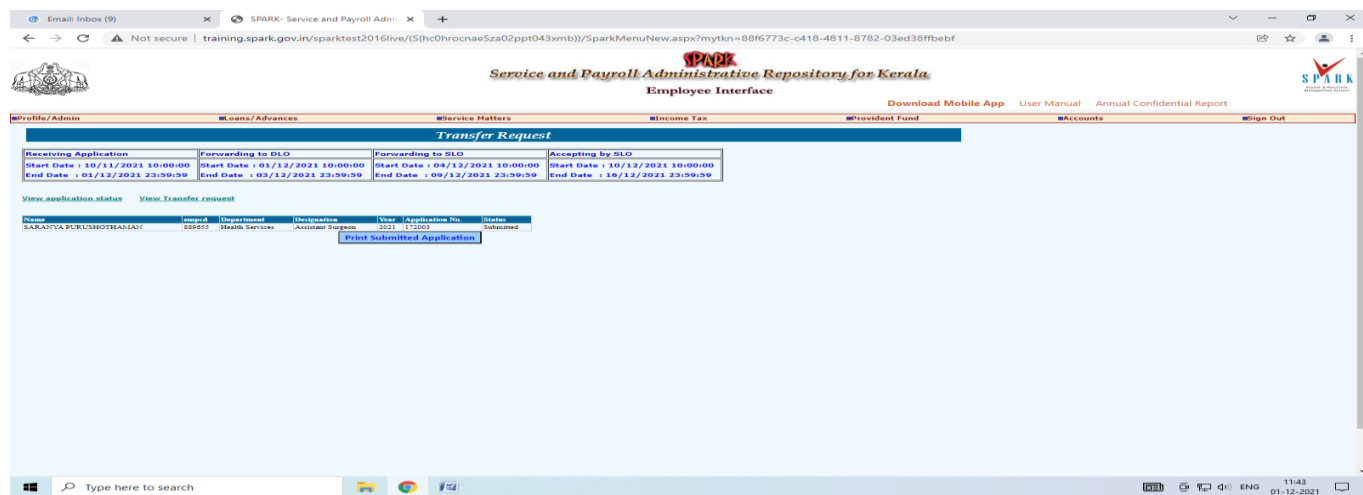 Email: Inbox (9)
SPARK- Service and Payroll Adm
Not secure | training.spark.gov.in/sparktest2016live/(S(hc0hrocnae5za02ppt043xmb))/SparkMenuNew.aspx?mytkn=88f6773c-c418-4811-8782-03ed38ffbebf
SPARK
Service and Payroll Administrative Repository for Kerala
Employee Interface
SPARK
Download Mobile App User Manual Annual Confidential Report
Profile/Admin Loans/Advances Service Matters Income Tax Provident Fund Accounts Sign Out
Transfer Request
Receiving Application Forwarding to DLO Forwarding to SLO Accepting by SLO
Start Date : 10/11/2021 10:00:00 Start Date : 01/12/2021 10:00:00 Start Date : 04/12/2021 10:00:00 Start Date : 10/12/2021 10:00:00
End Date : 01/12/2021 23:59:59 End Date : 03/12/2021 23:59:59 End Date : 09/12/2021 23:59:59 End Date : 16/12/2021 23:59:59
View application status View Transfer request
Name empcd Department Designation Year Application No. Status
SARANYA PURUSHOTHAMAN 889655 Health Services Assistant Surgeon 2021 172003 Submitted
Print Submitted Application
Type here to search
ENG
11:43
01-12-2021